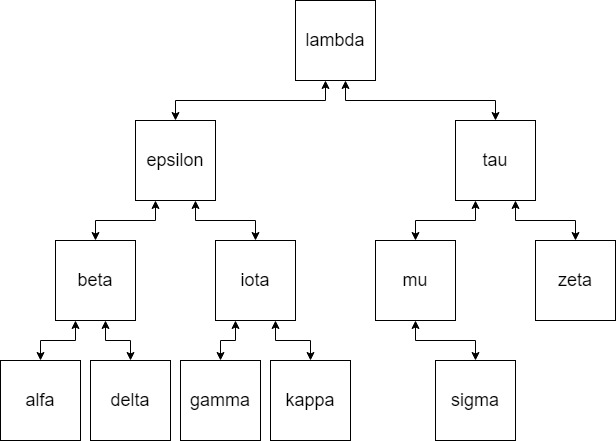 lambda
epsilon
tau
beta
iota
mu
zeta
alfa
delta
gamma
kappa
sigma